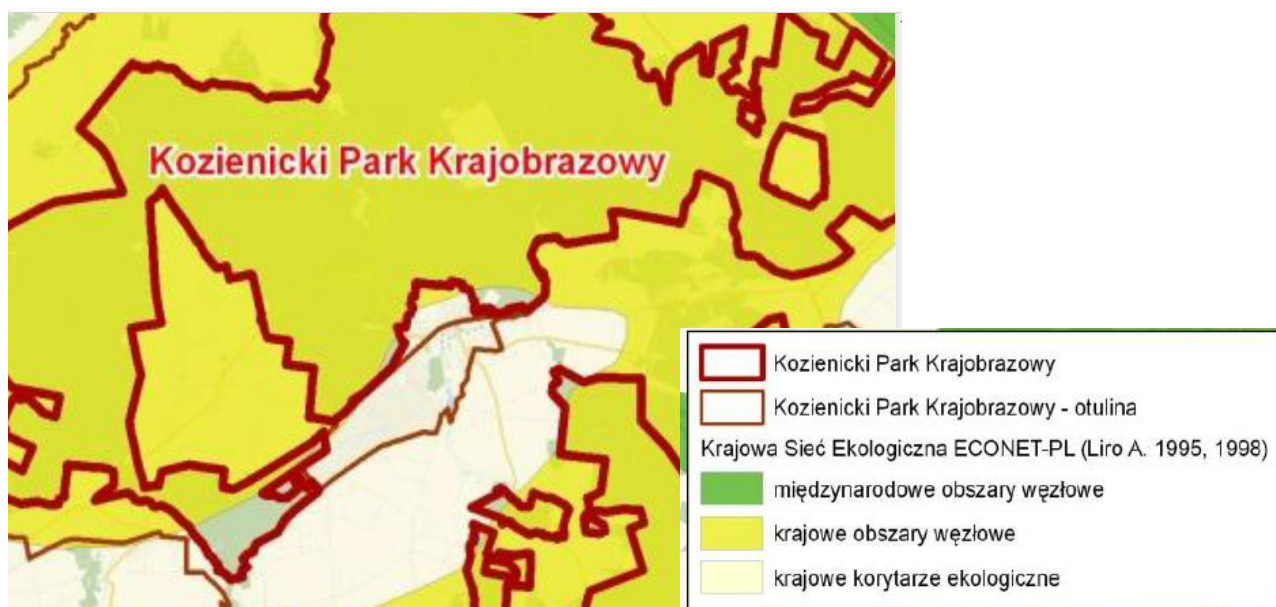 Kozienicki Park Krajobrazowy
Kozienicki Park Krajobrazowy
Kozienicki Park Krajobrazowy - otulina
Krajowa Sieć Ekologiczna ECONET-PL (Liro A. 1995, 1998)
międzynarodowe obszary węzłowe
krajowe obszary węzłowe
krajowe korytarze ekologiczne